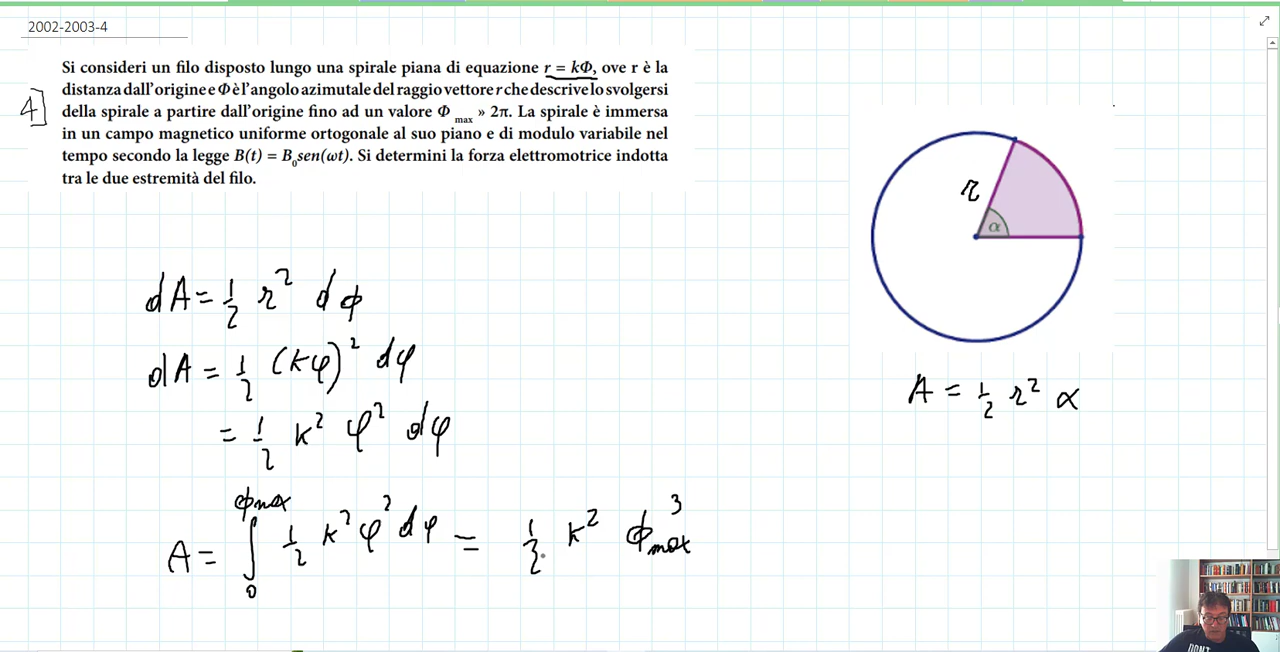 2002-2003-4
4]
Si consideri un filo disposto lungo una spirale piana di equazione r = kΦ, ove r è la
distanza dall'origine e Φ è l'angolo azimutale del raggio vettore r che descrive lo svolgersi
della spirale a partire dall'origine fino ad un valore Φ max » 2π. La spirale è immersa
in un campo magnetico uniforme ortogonale al suo piano e di modulo variabile nel
tempo secondo la legge B(t) = B₀sen(ωt). Si determini la forza elettromotrice indotta
tra le due estremità del filo.
r
α
A = 1/2 r² α
dA = 1/2 r² dϕ
dA = 1/2 (kφ)² dφ
= 1/2 k² φ² dφ
A = ∫₀^ϕmax 1/2 k² φ² dφ = 1/2 k² ϕ³max
DON'T